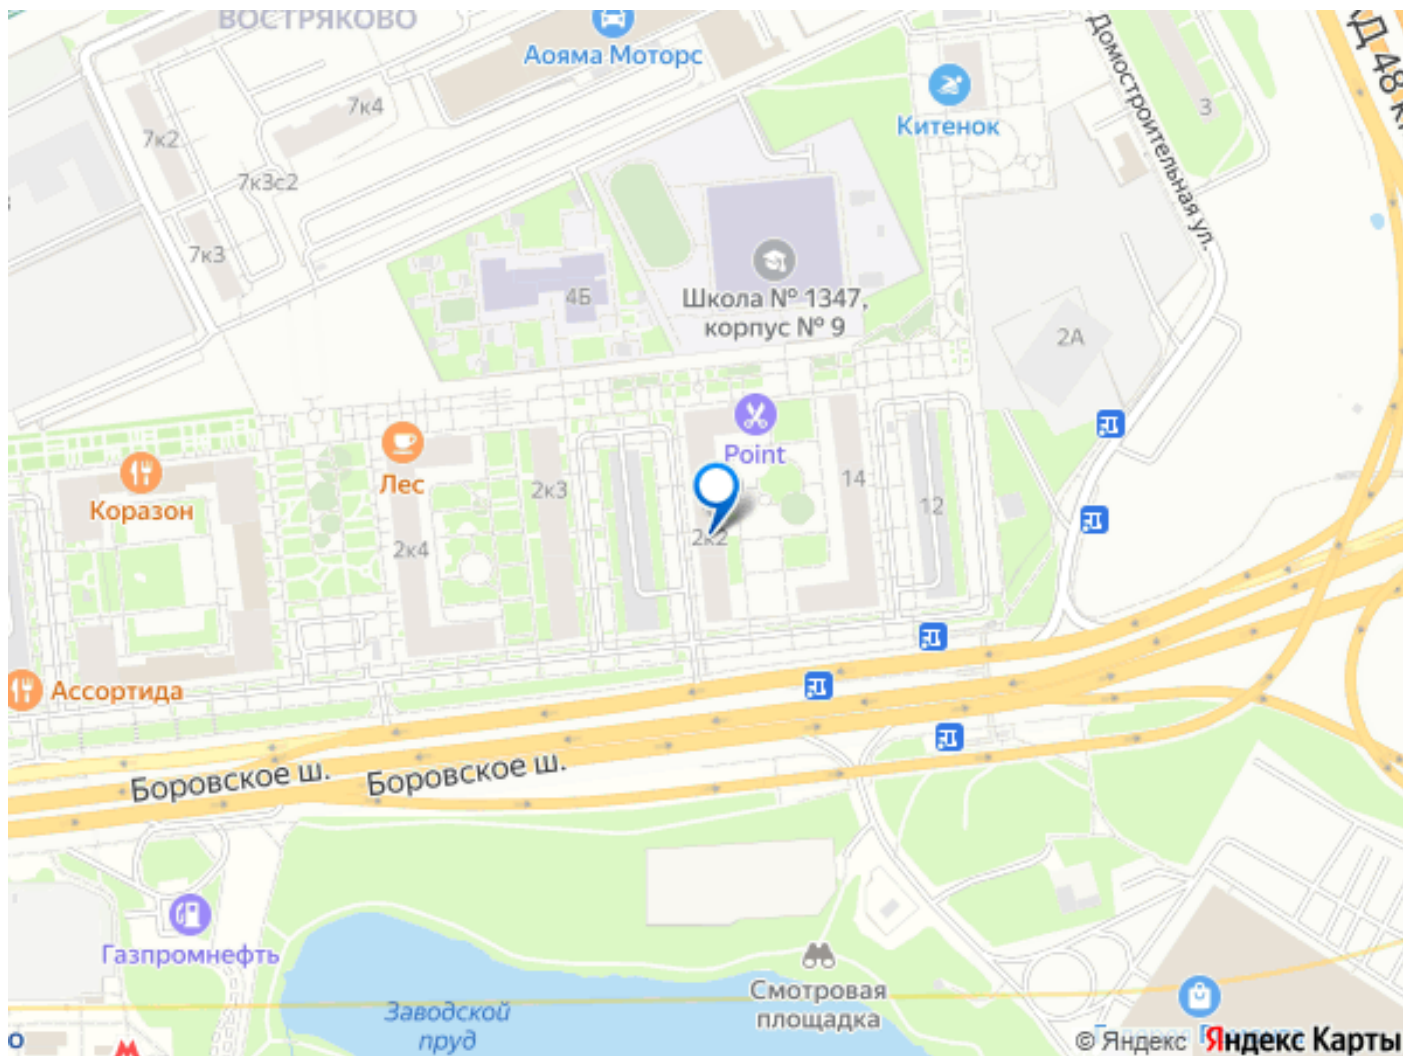 ВОСТРЯКОВО
Аояма Моторс
Домостроительная ул.
7к4
3
7к2
Китенок
7к3с2
7к3
4Б
Школа № 1347,
корпус № 9
2А
Point
Лес
Коразон
2к3
14
12
2к2
2к4
Ассортида
Боровское ш.
Боровское ш.
Газпромнефть
Смотровая
площадка
Заводской
пруд
© Яндекс Яндекс Карты